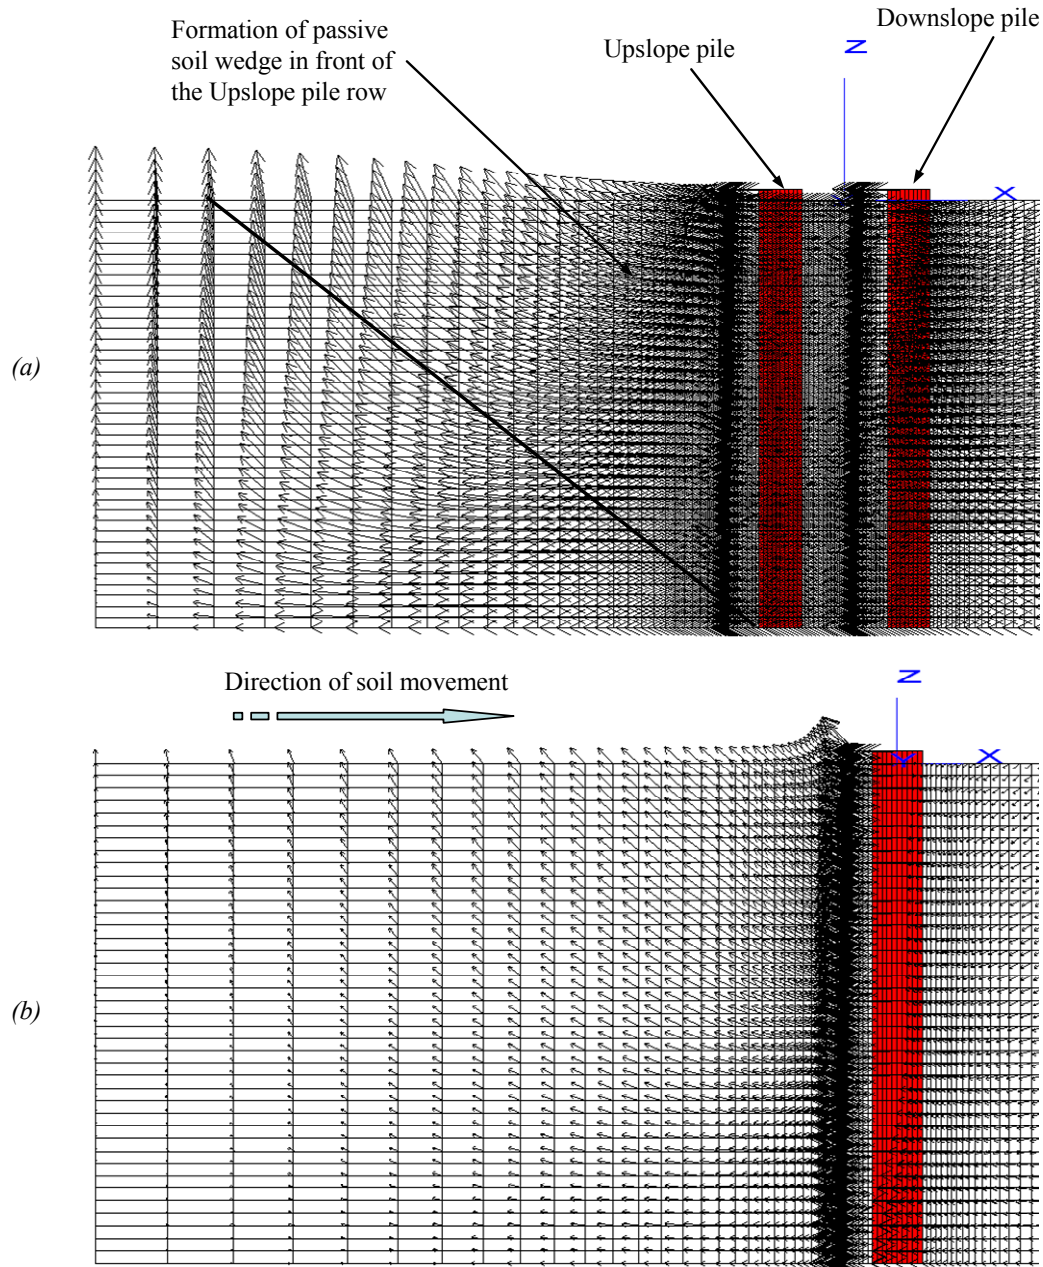 Formation of passive
soil wedge in front of
the Upslope pile row
Upslope pile
Downslope pile
Z
X
(a)
Direction of soil movement
Z
Y
X
(b)